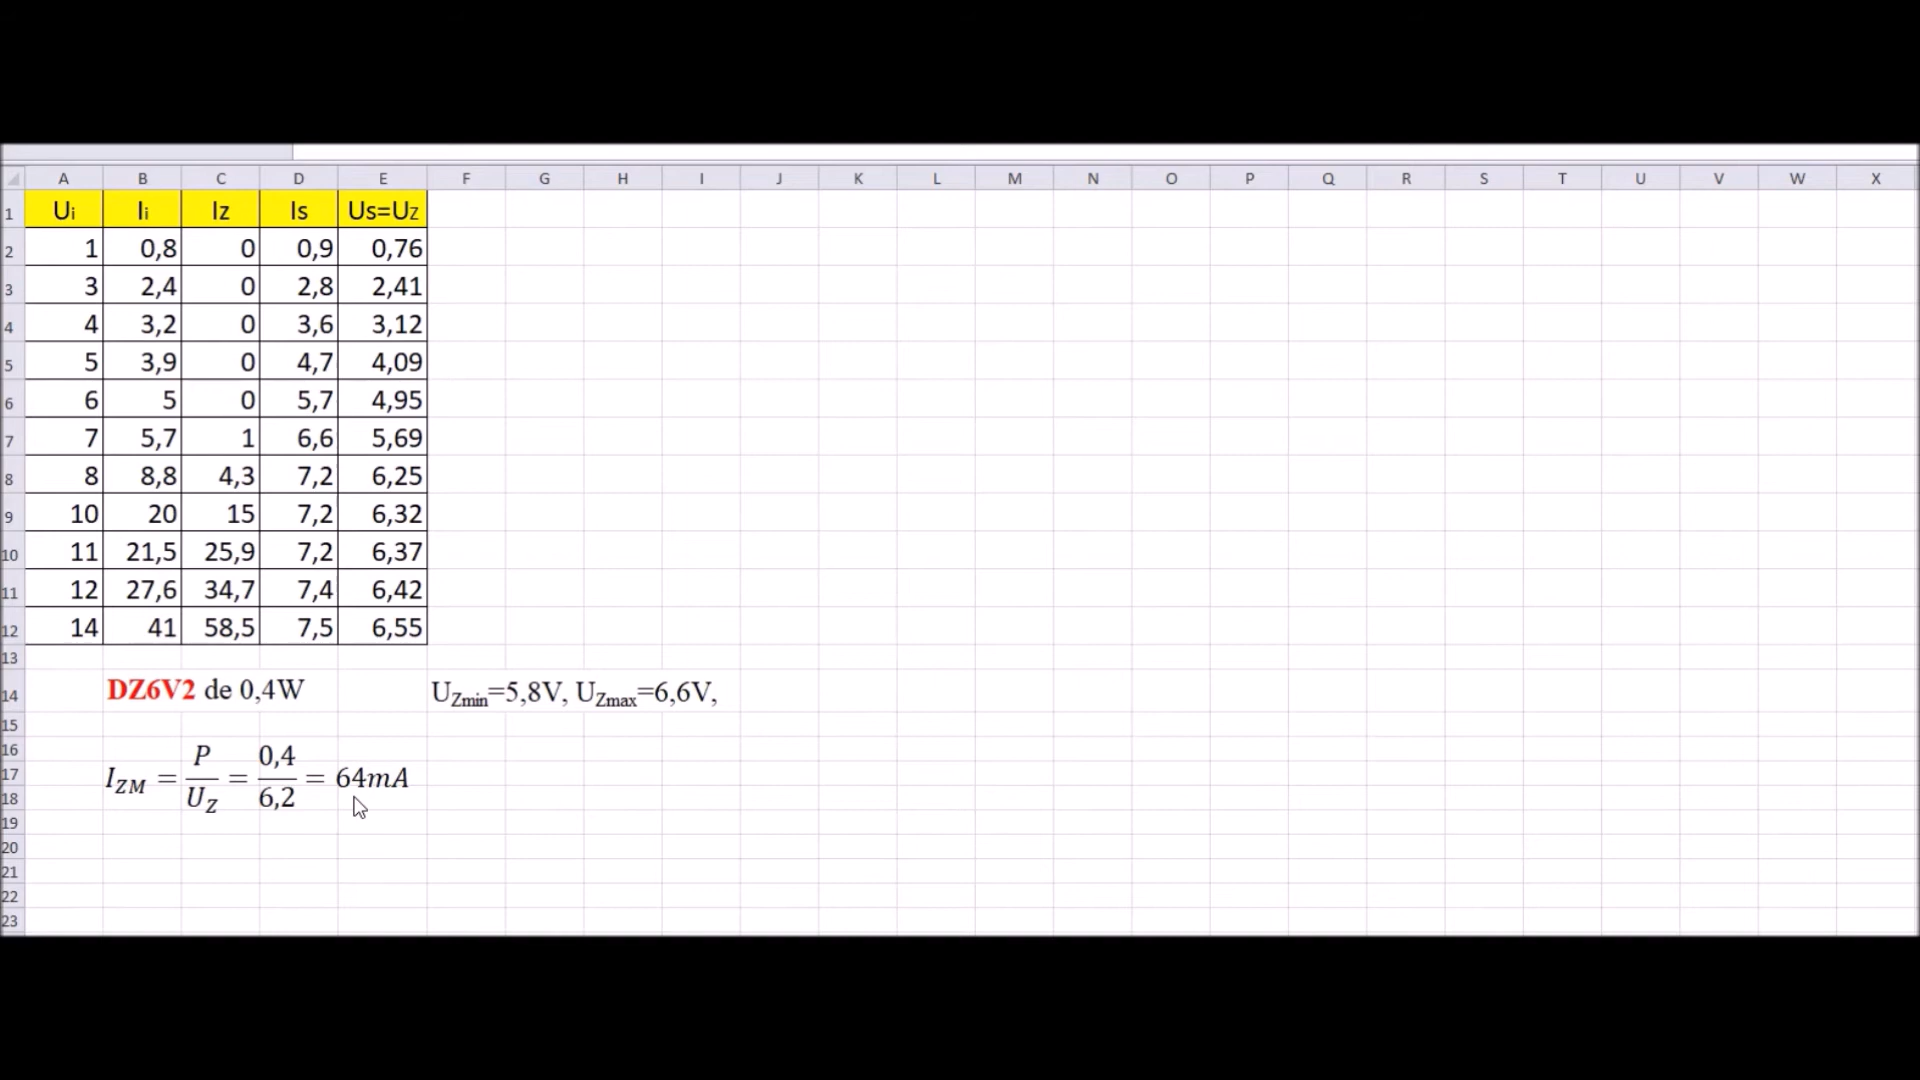 A B C D E F G H I J K L M N O P Q R S T U V W X
1 Ui Ii Iz Is Us=Uz
2 1 0,8 0 0,9 0,76
3 3 2,4 0 2,8 2,41
4 4 3,2 0 3,6 3,12
5 5 3,9 0 4,7 4,09
6 6 5 0 5,7 4,95
7 7 5,7 1 6,6 5,69
8 8 8,8 4,3 7,2 6,25
9 10 20 15 7,2 6,32
10 11 21,5 25,9 7,2 6,37
11 12 27,6 34,7 7,4 6,42
12 14 41 58,5 7,5 6,55
13
14 DZ6V2 de 0,4W U_Zmin=5,8V, U_Zmax=6,6V,
15
16
17 I_ZM = P/U_Z = 0,4/6,2 = 64mA
18
19
20
21
22
23